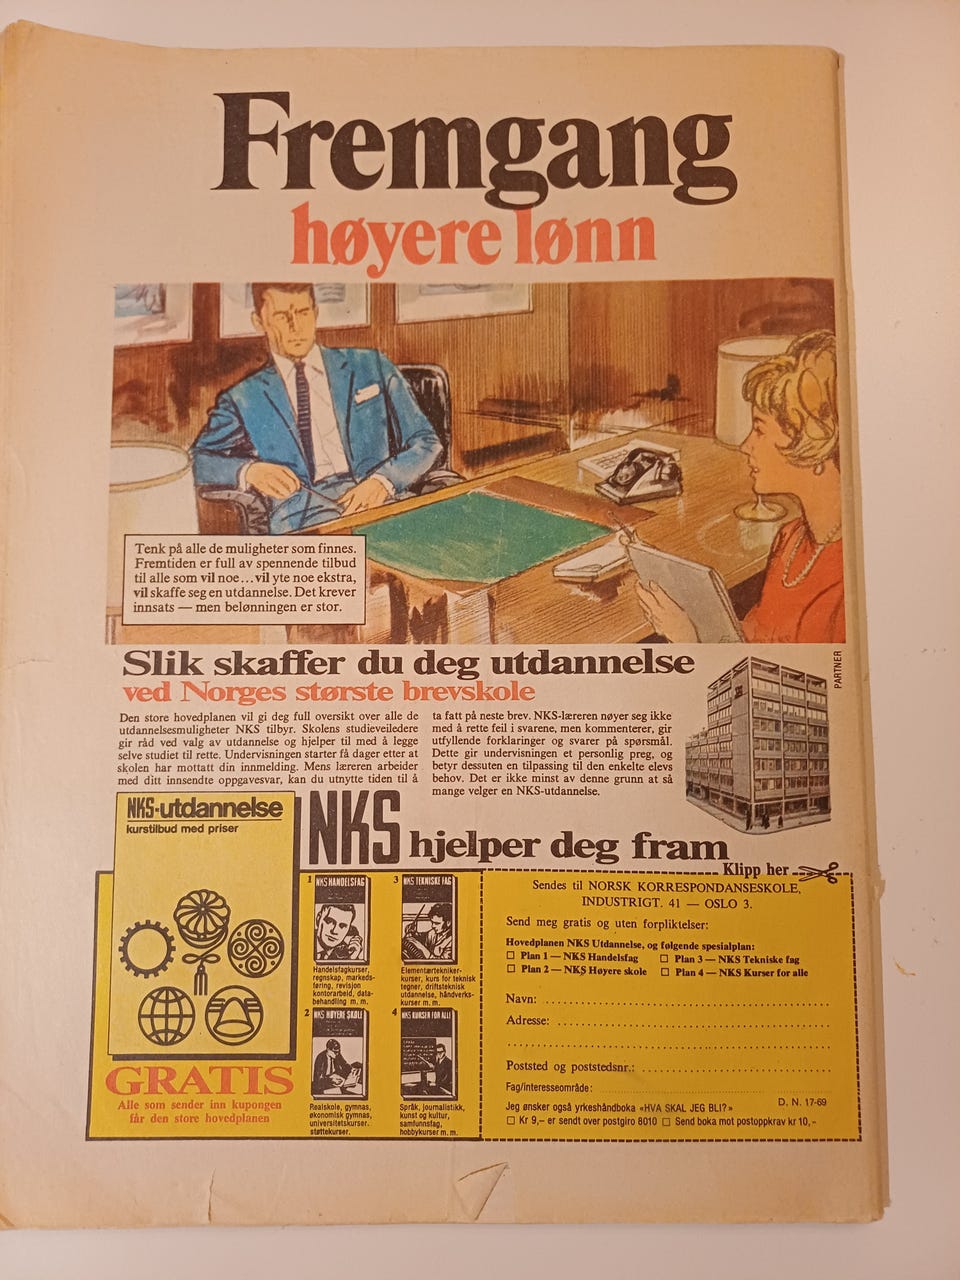 Fremgang
høyere lønn
Tenk på alle de muligheter som finnes.
Fremtiden er full av spennende tilbud
til alle som vil noe...vil yte noe ekstra,
vil skaffe seg en utdannelse. Det krever
innsats — men belønningen er stor.
PARTNER
Slik skaffer du deg utdannelse
ved Norges største brevskole
Den store hovedplanen vil gi deg full oversikt over alle de
utdannelsesmuligheter NKS tilbyr. Skolens studieveiledere
gir råd ved valg av utdannelse og hjelper til med å legge
selve studiet til rette. Undervisningen starter få dager etter at
skolen har mottatt din innmelding. Mens læreren arbeider
med ditt innsendte oppgavesvar, kan du utnytte tiden til å
ta fatt på neste brev. NKS-læreren nøyer seg ikke
med å rette feil i svarene, men kommenterer, gir
utfyllende forklaringer og svarer på spørsmål.
Dette gir undervisningen et personlig preg, og
betyr dessuten en tilpassing til den enkelte elevs
behov. Det er ikke minst av denne grunn at så
mange velger en NKS-utdannelse.
NKS-utdannelse
kurstilbud med priser
NKS hjelper deg fram
GRATIS
Alle som sender inn kupongen
får den store hovedplanen
1 NKS HANDELSFAG
Handelsfagkurser,
regnskap, markeds-
føring, revisjon
kontorarbeid, data-
behandling m. m.
2 NKS HØYERE SKOLE
Realskole, gymnas,
økonomisk gymnas,
universitetskurser.
støttekurser.
3 NKS TEKNISKE FAG
Elementærtekniker-
kurser, kurs for teknisk
tegner, driftsteknisk
utdannelse, håndverks-
kurser m. m.
4 NKS KURSER FOR ALLE
Språk, journalistikk,
kunst og kultur,
samfunnsfag,
hobbykurser m. m.
Klipp her
Sendes til NORSK KORRESPONDANSESKOLE,
INDUSTRIGT. 41 — OSLO 3.
Send meg gratis og uten forpliktelser:
Hovedplanen NKS Utdannelse, og følgende spesialplan:
☐ Plan 1 — NKS Handelsfag ☐ Plan 3 — NKS Tekniske fag
☐ Plan 2 — NKS Høyere skole ☐ Plan 4 — NKS Kurser for alle
Navn:
Adresse:
Poststed og poststedsnr.:
Fag/interesseområde:
D. N. 17-69
Jeg ønsker også yrkeshåndboka «HVA SKAL JEG BLI?»
☐ Kr 9,– er sendt over postgiro 8010 ☐ Send boka mot postoppkrav kr 10,–